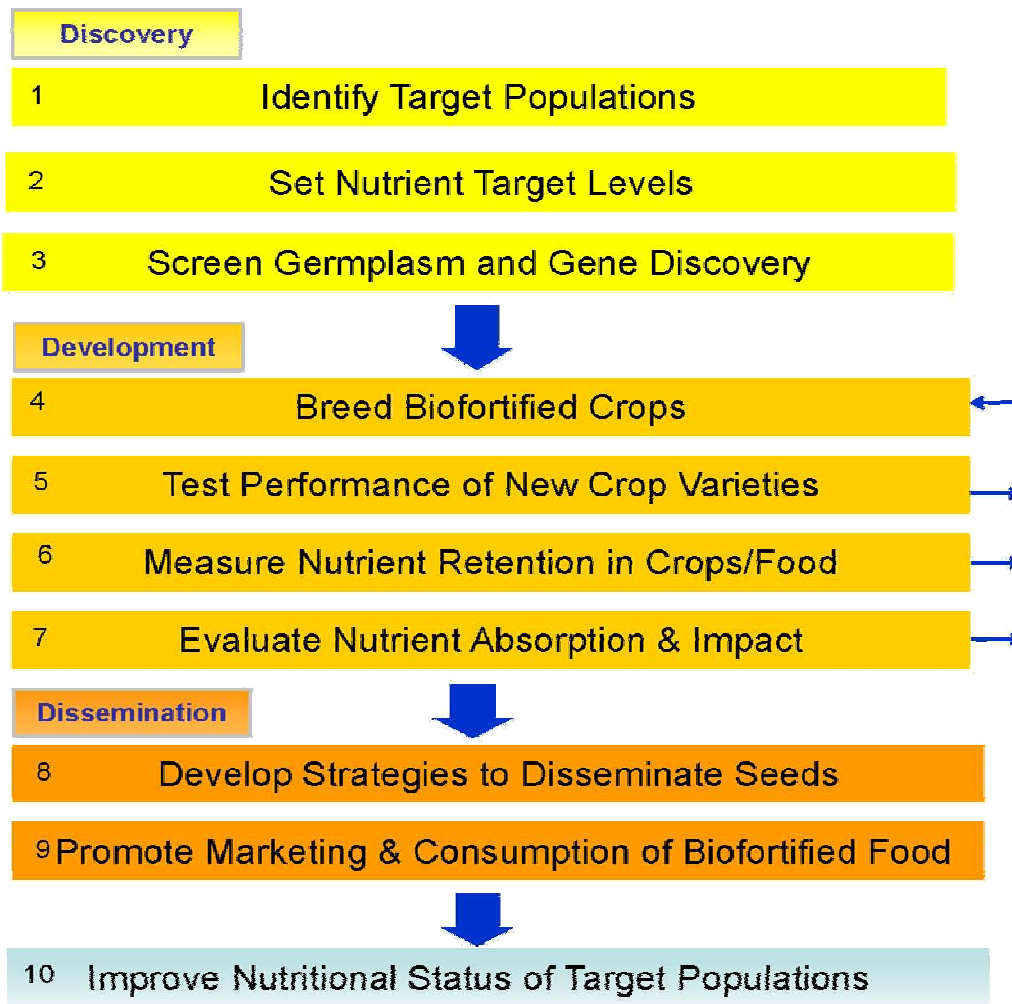 Discovery
1 Identify Target Populations
2 Set Nutrient Target Levels
3 Screen Germplasm and Gene Discovery
Development
4 Breed Biofortified Crops
5 Test Performance of New Crop Varieties
6 Measure Nutrient Retention in Crops/Food
7 Evaluate Nutrient Absorption & Impact
Dissemination
8 Develop Strategies to Disseminate Seeds
9 Promote Marketing & Consumption of Biofortified Food
10 Improve Nutritional Status of Target Populations